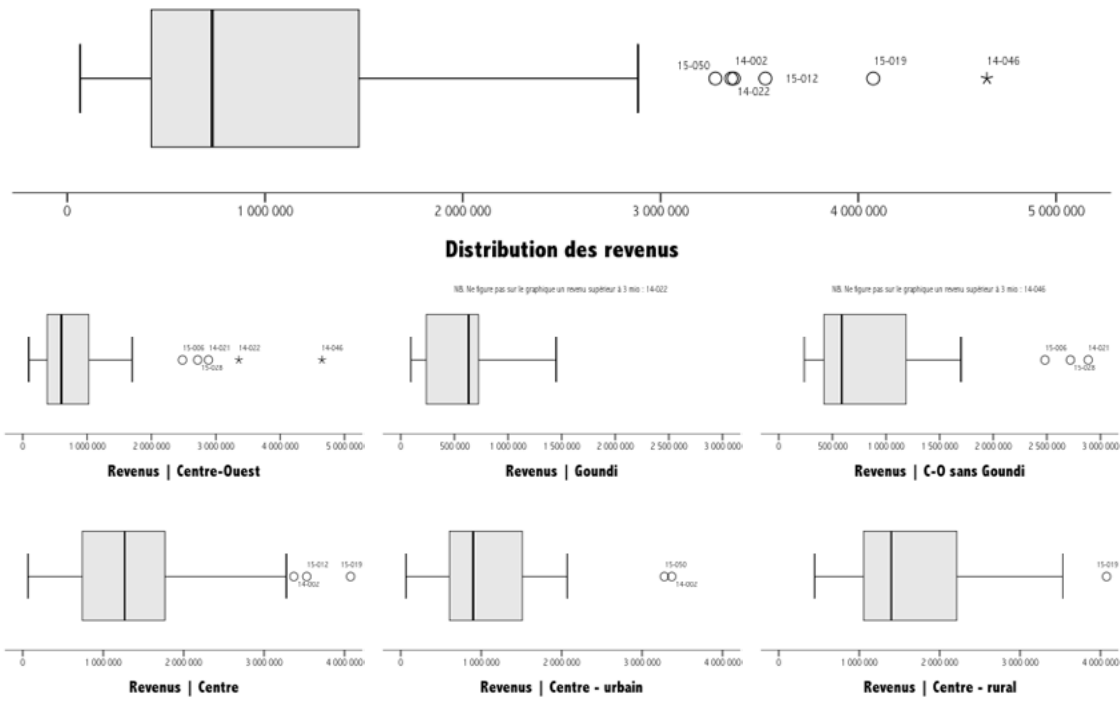 14-002 15-019 14-046
15-050 15-012
14-022
0 1 000 000 2 000 000 3 000 000 4 000 000 5 000 000
Distribution des revenus
NB. Ne figure pas sur le graphique un revenu supérieur à 3 mio : 14-022
NB. Ne figure pas sur le graphique un revenu supérieur à 3 mio : 14-046
15-006 14-021 14-022 14-046
15-028
0 1 000 000 2 000 000 3 000 000 4 000 000 5 000 000
Revenus | Centre-Ouest
0 500 000 1 000 000 1 500 000 2 000 000 2 500 000 3 000 000
Revenus | Goundi
15-006 14-021
15-028
500 000 1 000 000 1 500 000 2 000 000 2 500 000 3 000 000
Revenus | C-O sans Goundi
15-012 15-019
14-002
0 1 000 000 2 000 000 3 000 000 4 000 000
Revenus | Centre
15-050
14-002
0 1 000 000 2 000 000 3 000 000 4 000 000
Revenus | Centre - urbain
15-019
0 1 000 000 2 000 000 3 000 000 4 000 000
Revenus | Centre - rural